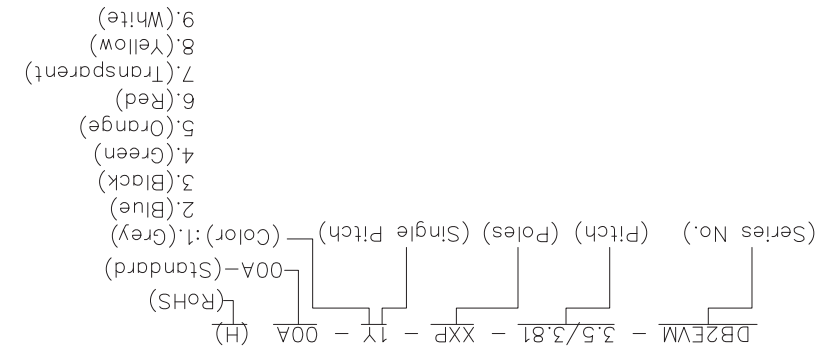 DB2EVM - 3.5/3.81 - XXP - 1Y - 00A (H)
(RoHS)
00A-(Standard)
(Series No.) (Pitch) (Poles) (Single Pitch) (Color):1.(Grey)
2.(Blue)
3.(Black)
4.(Green)
5.(Orange)
6.(Red)
7.(Transparent)
8.(Yellow)
9.(White)